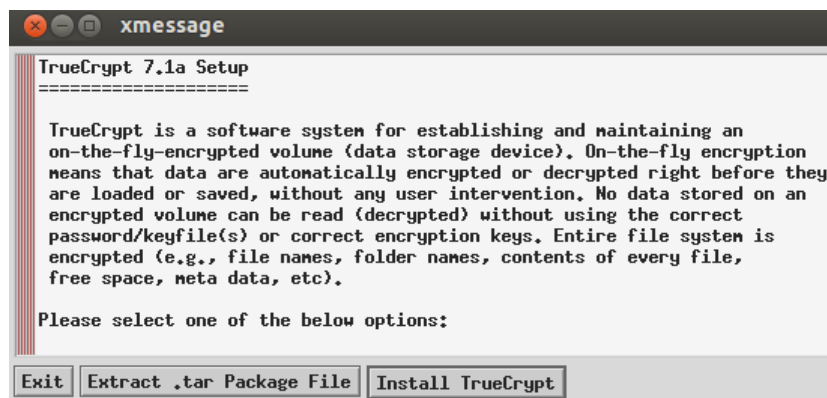 xmessage
TrueCrypt 7.1a Setup
====================
TrueCrypt is a software system for establishing and maintaining an
on-the-fly-encrypted volume (data storage device). On-the-fly encryption
means that data are automatically encrypted or decrypted right before they
are loaded or saved, without any user intervention. No data stored on an
encrypted volume can be read (decrypted) without using the correct
password/keyfile(s) or correct encryption keys. Entire file system is
encrypted (e.g., file names, folder names, contents of every file,
free space, meta data, etc).
Please select one of the below options:
Exit Extract .tar Package File Install TrueCrypt